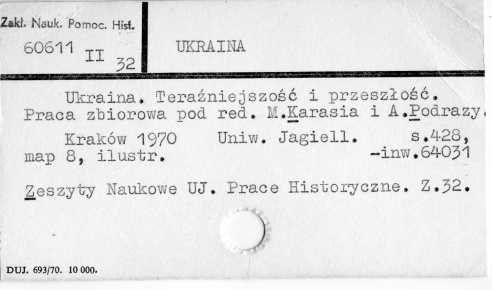 Zakł. Nauk. Pomoc. Hist.
60611 II 32
UKRAINA
Ukraina. Teraźniejszość i przeszłość.
Praca zbiorowa pod red. M.Karasia i A.Podrazy.
Kraków 1970 Uniw. Jagiell. s.428,
map 8, ilustr. -inw.64031
Zeszyty Naukowe UJ. Prace Historyczne. Z.32.
DUJ. 693/70. 10 000.